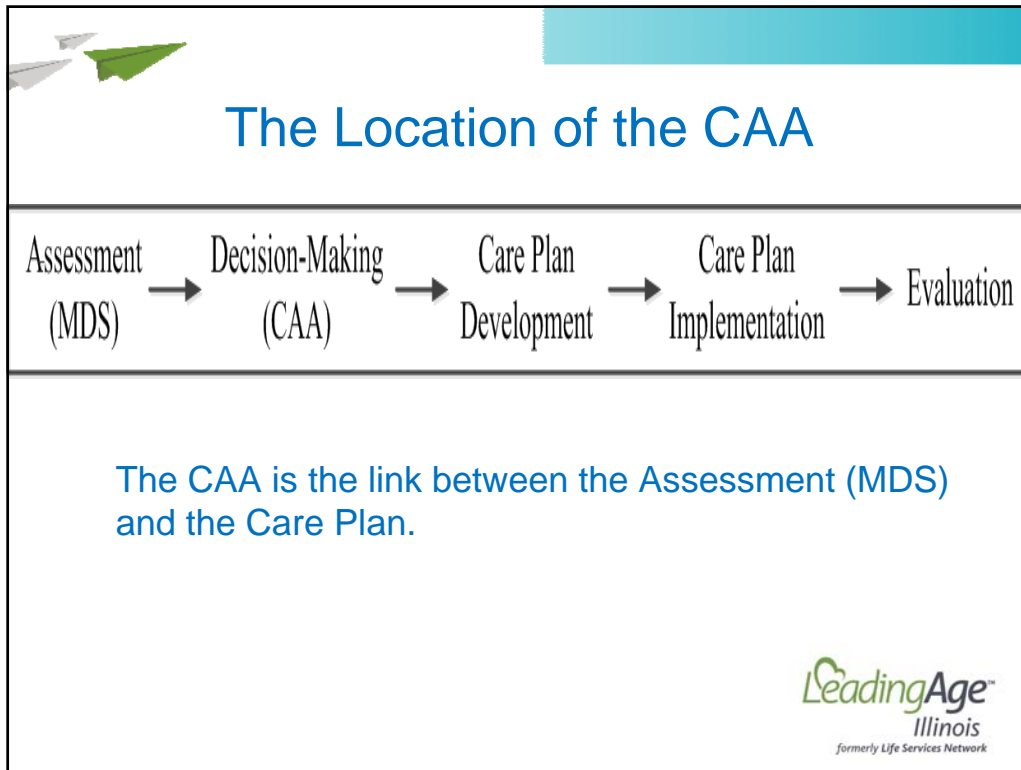 The Location of the CAA
Assessment (MDS) → Decision-Making (CAA) → Care Plan Development → Care Plan Implementation → Evaluation
The CAA is the link between the Assessment (MDS)
and the Care Plan.
LeadingAge™
Illinois
formerly Life Services Network